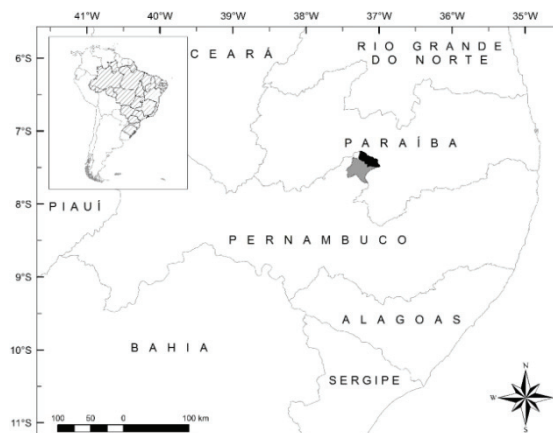 41°W 40°W 39°W 38°W 37°W 36°W 35°W
6°S
7°S
8°S
9°S
10°S
11°S
CEARÁ
RIO GRANDE
DO NORTE
PARAÍBA
PIAUÍ
PERNAMBUCO
ALAGOAS
BAHIA
SERGIPE
N
W E
S
100 50 0 100 km